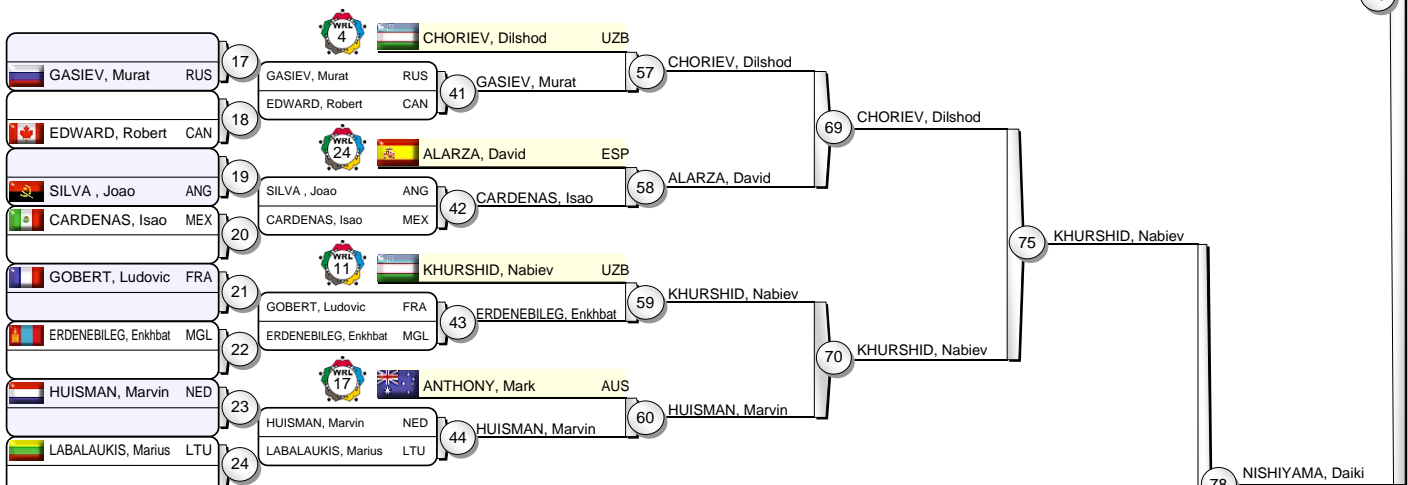 WRL
4
CHORIEV, Dilshod UZB
17
GASIEV, Murat RUS
GASIEV, Murat RUS
EDWARD, Robert CAN
41
GASIEV, Murat
57
CHORIEV, Dilshod
18
EDWARD, Robert CAN
69
CHORIEV, Dilshod
WRL
24
ALARZA, David ESP
19
SILVA , Joao ANG
SILVA , Joao ANG
CARDENAS, Isao MEX
42
CARDENAS, Isao
58
ALARZA, David
CARDENAS, Isao MEX
20
75
KHURSHID, Nabiev
WRL
11
KHURSHID, Nabiev UZB
GOBERT, Ludovic FRA
21
GOBERT, Ludovic FRA
ERDENEBILEG, Enkhbat MGL
43
ERDENEBILEG, Enkhbat
59
KHURSHID, Nabiev
ERDENEBILEG, Enkhbat MGL
22
70
KHURSHID, Nabiev
WRL
17
ANTHONY, Mark AUS
HUISMAN, Marvin NED
23
HUISMAN, Marvin NED
LABALAUKIS, Marius LTU
44
HUISMAN, Marvin
60
HUISMAN, Marvin
LABALAUKIS, Marius LTU
24
78
NISHIYAMA, Daiki